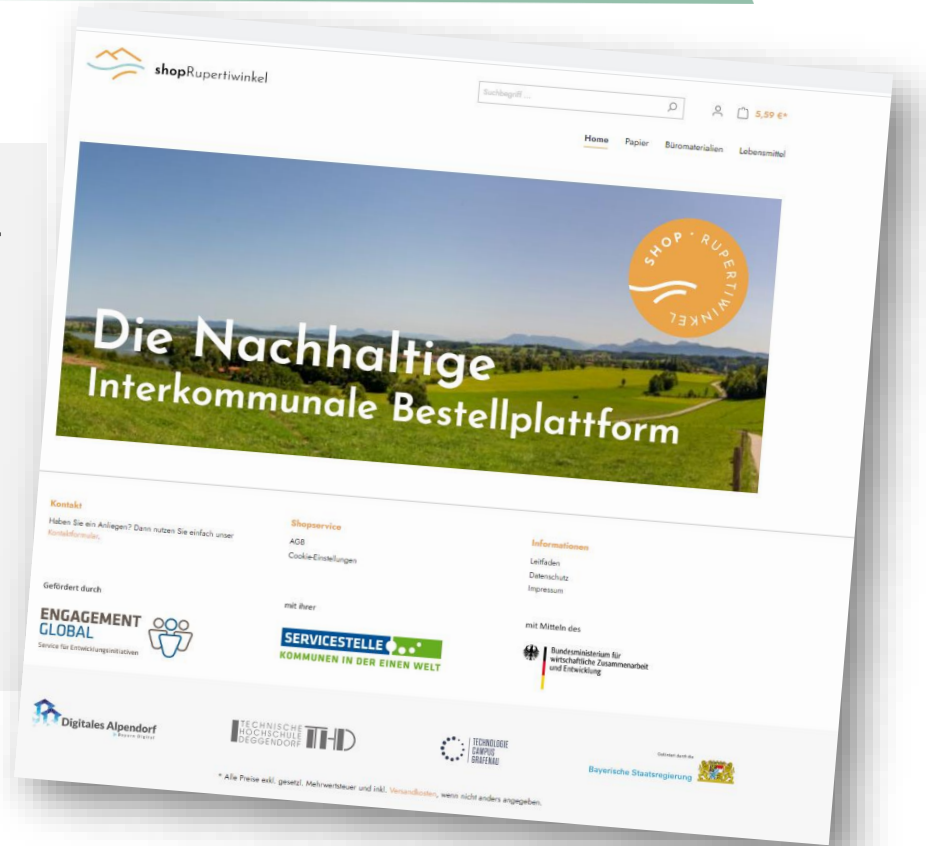 shopRupertiwinkel
Suchbegriff ...
5,59 €*
Home Papier Büromaterialien Lebensmittel
SHOP · RUPERTIWINKEL
Die Nachhaltige
Interkommunale Bestellplattform
Kontakt
Haben Sie ein Anliegen? Dann nutzen Sie einfach unser
Kontaktformular.
Shopservice
AGB
Cookie-Einstellungen
Informationen
Leitfaden
Datenschutz
Impressum
Gefördert durch
ENGAGEMENT
GLOBAL
Service für Entwicklungsinitiativen
mit ihrer
SERVICESTELLE
KOMMUNEN IN DER EINEN WELT
mit Mitteln des
Bundesministerium für
wirtschaftliche Zusammenarbeit
und Entwicklung
Digitales Alpendorf
TECHNISCHE
HOCHSCHULE
DEGGENDORF
THD
TECHNOLOGIE
CAMPUS
GRAFENAU
Gefördert durch die
Bayerische Staatsregierung
* Alle Preise exkl. gesetzl. Mehrwertsteuer und inkl. Versandkosten, wenn nicht anders angegeben.